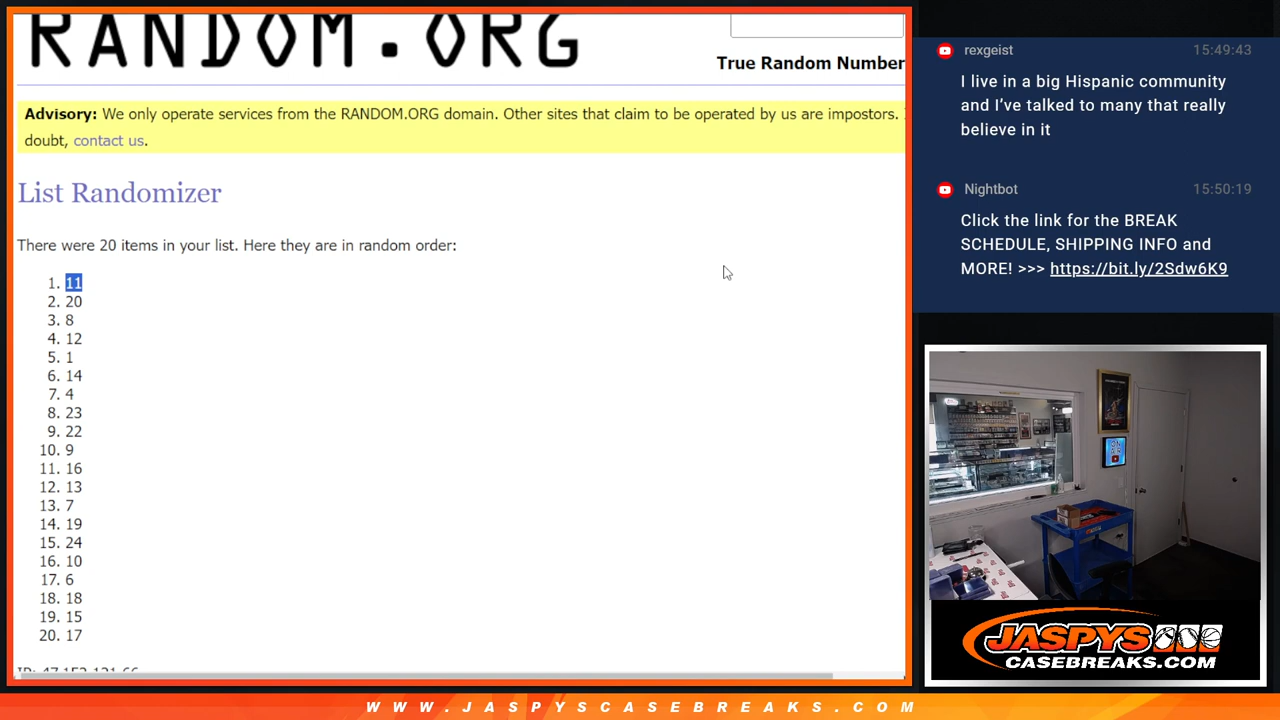 RANDOM.ORG
True Random Number
Advisory: We only operate services from the RANDOM.ORG domain. Other sites that claim to be operated by us are impostors.
doubt, contact us.
List Randomizer
There were 20 items in your list. Here they are in random order:
1. 11
2. 20
3. 8
4. 12
5. 1
6. 14
7. 4
8. 23
9. 22
10. 9
11. 16
12. 13
13. 7
14. 19
15. 24
16. 10
17. 6
18. 18
19. 15
20. 17
rexgeist 15:49:43
I live in a big Hispanic community
and I’ve talked to many that really
believe in it
Nightbot 15:50:19
Click the link for the BREAK
SCHEDULE, SHIPPING INFO and
MORE! >>> https://bit.ly/2Sdw6K9
JASPYS
CASEBREAKS.COM
WWW.JASPYSCASEBREAKS.COM